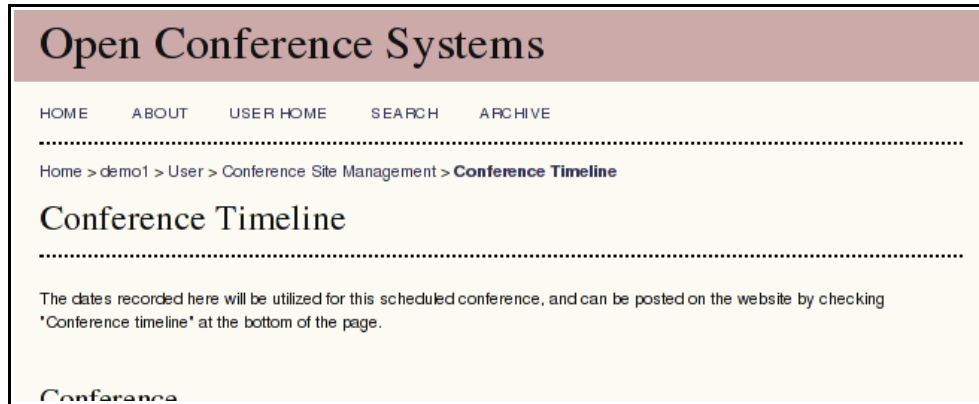 Open Conference Systems
HOME ABOUT USER HOME SEARCH ARCHIVE
Home > demo1 > User > Conference Site Management > Conference Timeline
Conference Timeline
The dates recorded here will be utilized for this scheduled conference, and can be posted on the website by checking
"Conference timeline" at the bottom of the page.
Conference